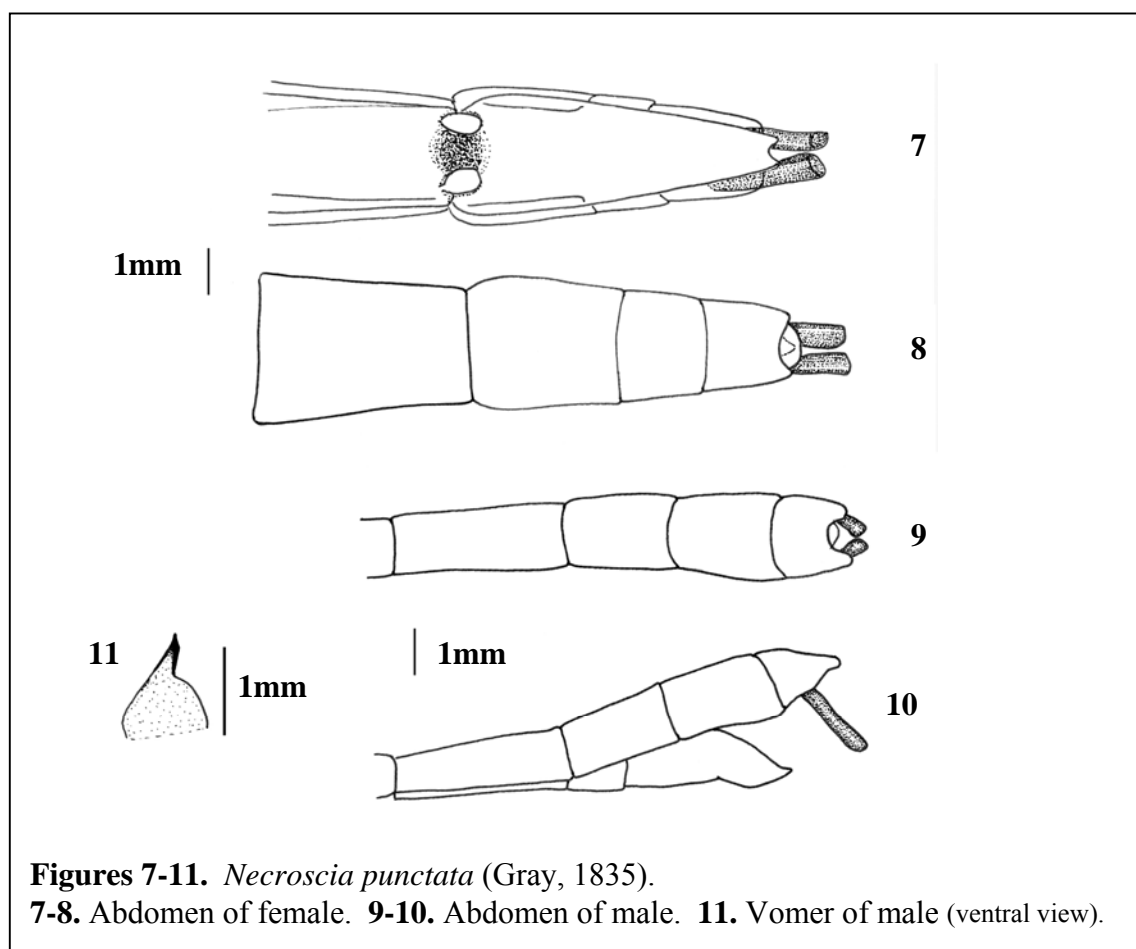 7
1mm
8
9
11
1mm
1mm
10
Figures 7-11. Necroscia punctata (Gray, 1835).
7-8. Abdomen of female. 9-10. Abdomen of male. 11. Vomer of male (ventral view).